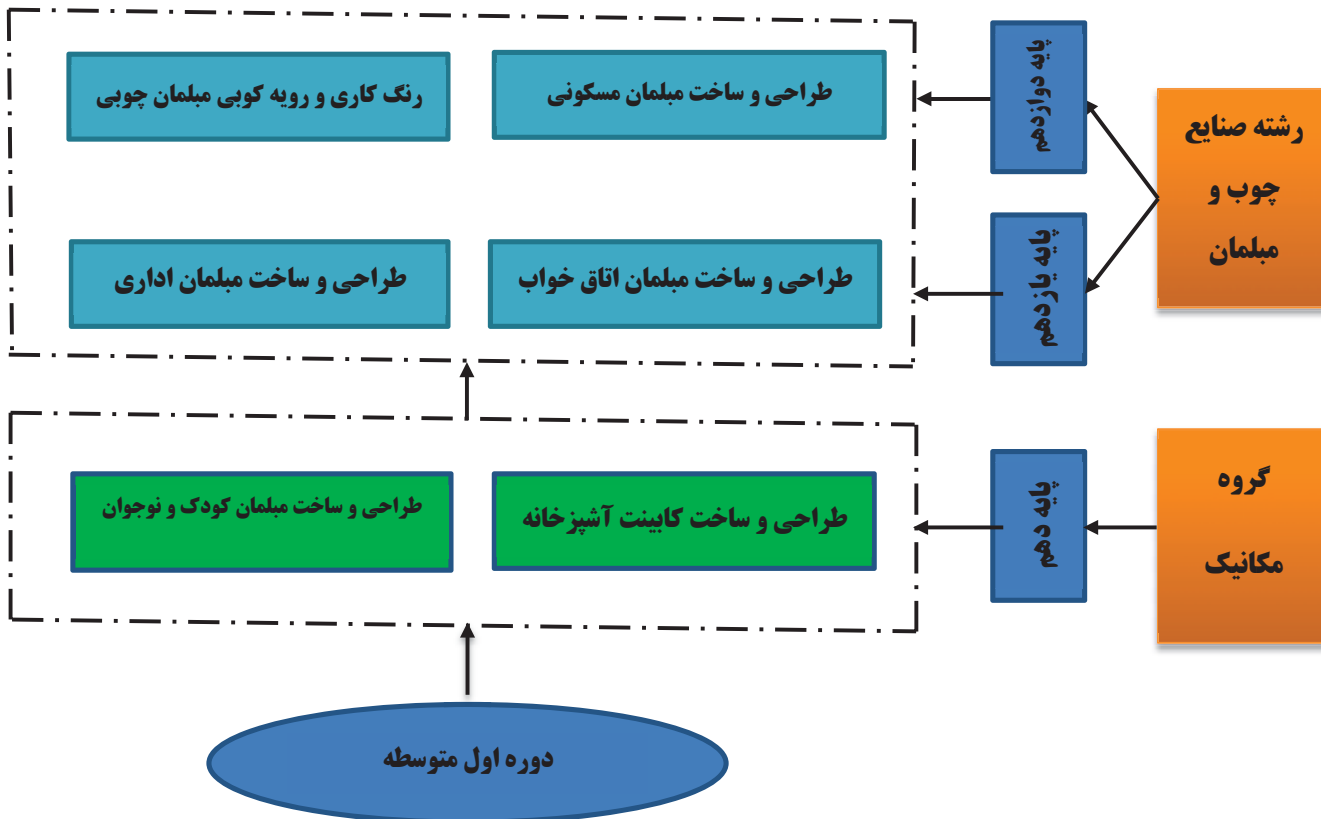 رشته صنایع
چوب و
مبلمان
پایه دوازدهم
طراحی و ساخت مبلمان مسکونی
رنگ کاری و رویه کوبی مبلمان چوبی
پایه یازدهم
طراحی و ساخت مبلمان اتاق خواب
طراحی و ساخت مبلمان اداری
گروه
مکانیک
پایه دهم
طراحی و ساخت کابینت آشپزخانه
طراحی و ساخت مبلمان کودک و نوجوان
دوره اول متوسطه